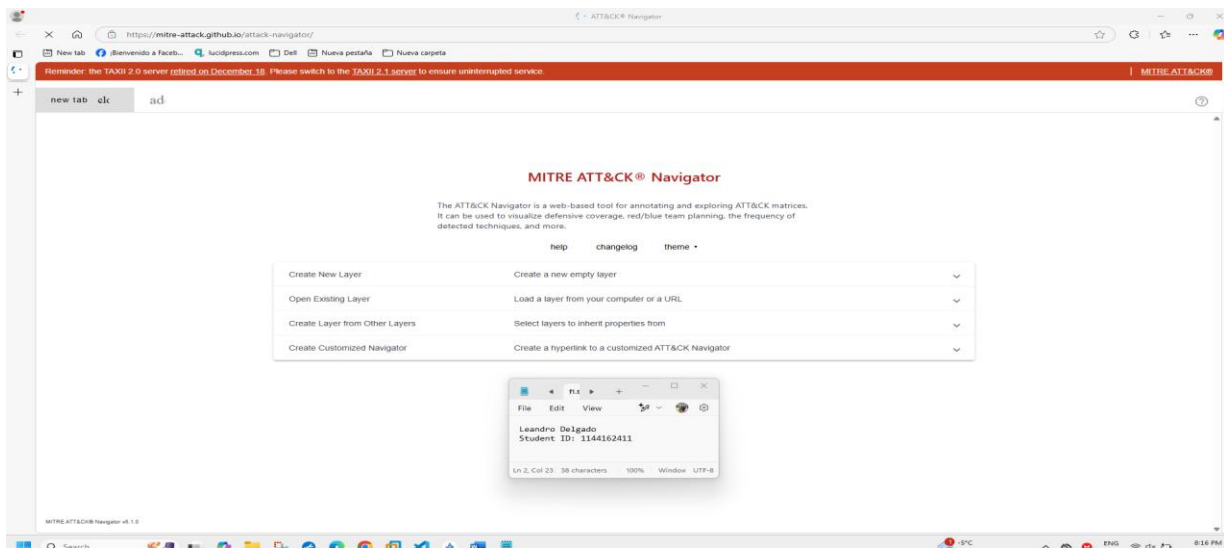 ATT&CK® Navigator
https://mitre-attack.github.io/attack-navigator/
New tab ¡Bienvenido a Faceb... lucidpress.com Dell Nueva pestaña Nueva carpeta
Reminder: the TAXII 2.0 server retired on December 18. Please switch to the TAXII 2.1 server to ensure uninterrupted service. MITRE ATT&CK®
new tab clc ad
MITRE ATT&CK® Navigator
The ATT&CK Navigator is a web-based tool for annotating and exploring ATT&CK matrices.
It can be used to visualize defensive coverage, red/blue team planning, the frequency of
detected techniques, and more.
help changelog theme
Create New Layer Create a new empty layer
Open Existing Layer Load a layer from your computer or a URL
Create Layer from Other Layers Select layers to inherit properties from
Create Customized Navigator Create a hyperlink to a customized ATT&CK Navigator
File Edit View
Leandro Delgado
Student ID: 1144162411
Ln 2, Col 23 38 characters 100% Window UTF-8
MITRE ATT&CK® Navigator v5.1.0
Search -5°C ENG 8:16 PM